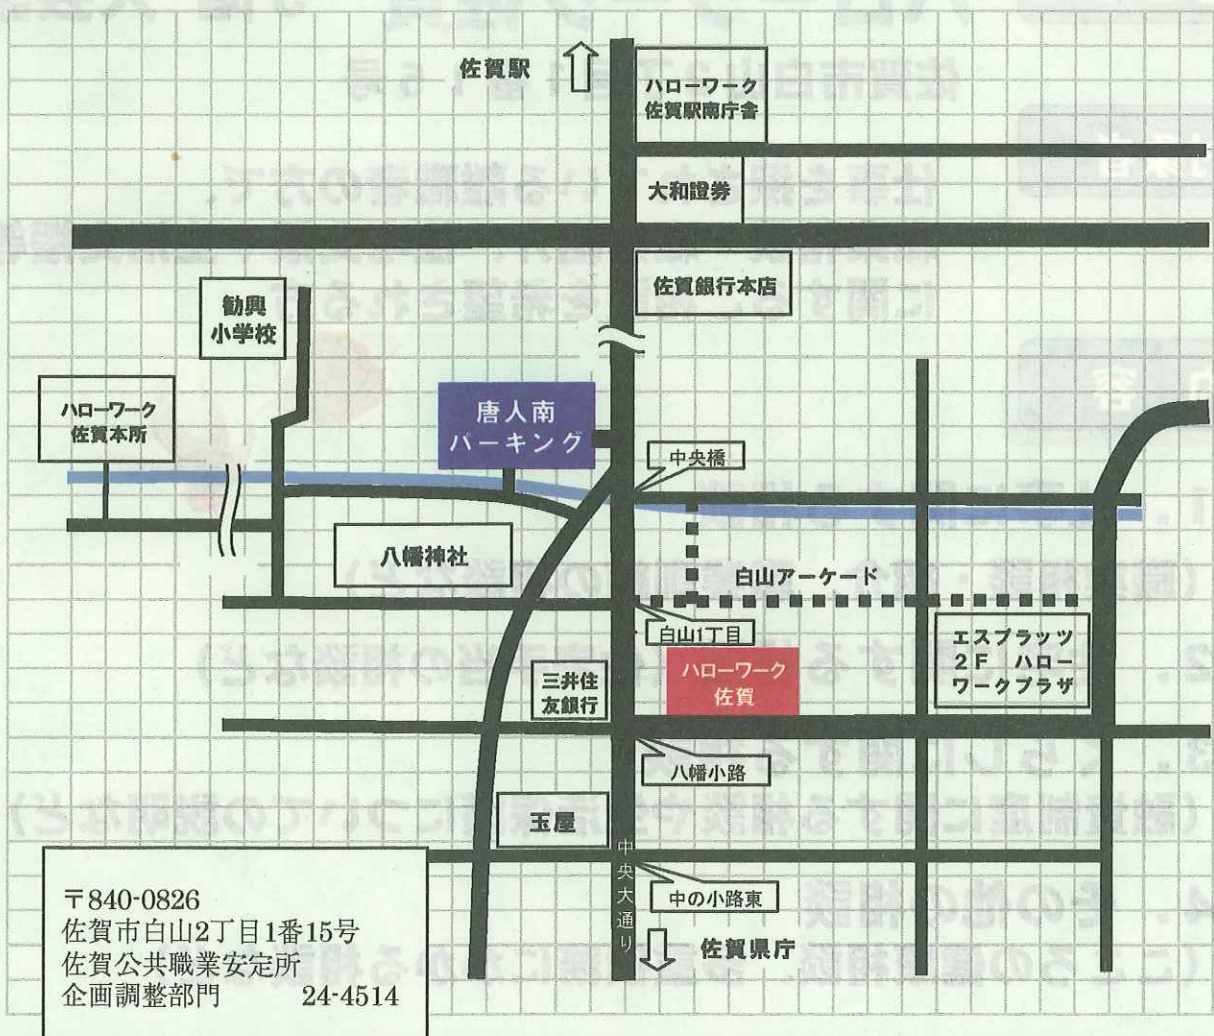 佐賀駅
ハローワーク
佐賀駅南庁舎
大和證券
佐賀銀行本店
勧興
小学校
ハローワーク
佐賀本所
唐人南
パーキング
中央橋
八幡神社
白山アーケード
白山1丁目
エスプラッツ
2F ハロー
ワークプラザ
三井住
友銀行
ハローワーク
佐賀
八幡小路
玉屋
中央大通り
中の小路東
佐賀県庁
〒840-0826
佐賀市白山2丁目1番15号
佐賀公共職業安定所
企画調整部門 24-4514